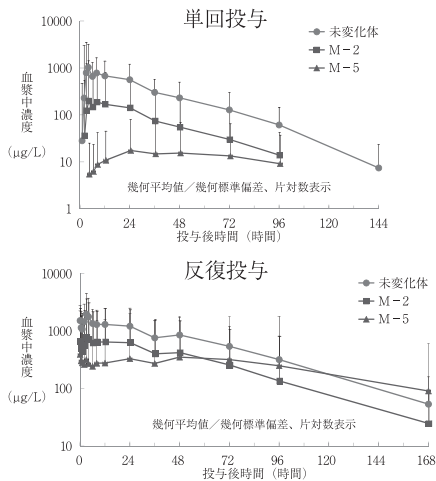 単回投与
未変化体
M－2
M－5
10000
1000
100
10
1
血漿中濃度
（μg/L）
幾何平均値／幾何標準偏差、片対数表示
0 24 48 72 96 120 144
投与後時間（時間）
反復投与
未変化体
M－2
M－5
10000
1000
100
10
血漿中濃度
（μg/L）
幾何平均値／幾何標準偏差、片対数表示
0 24 48 72 96 120 144 168
投与後時間（時間）